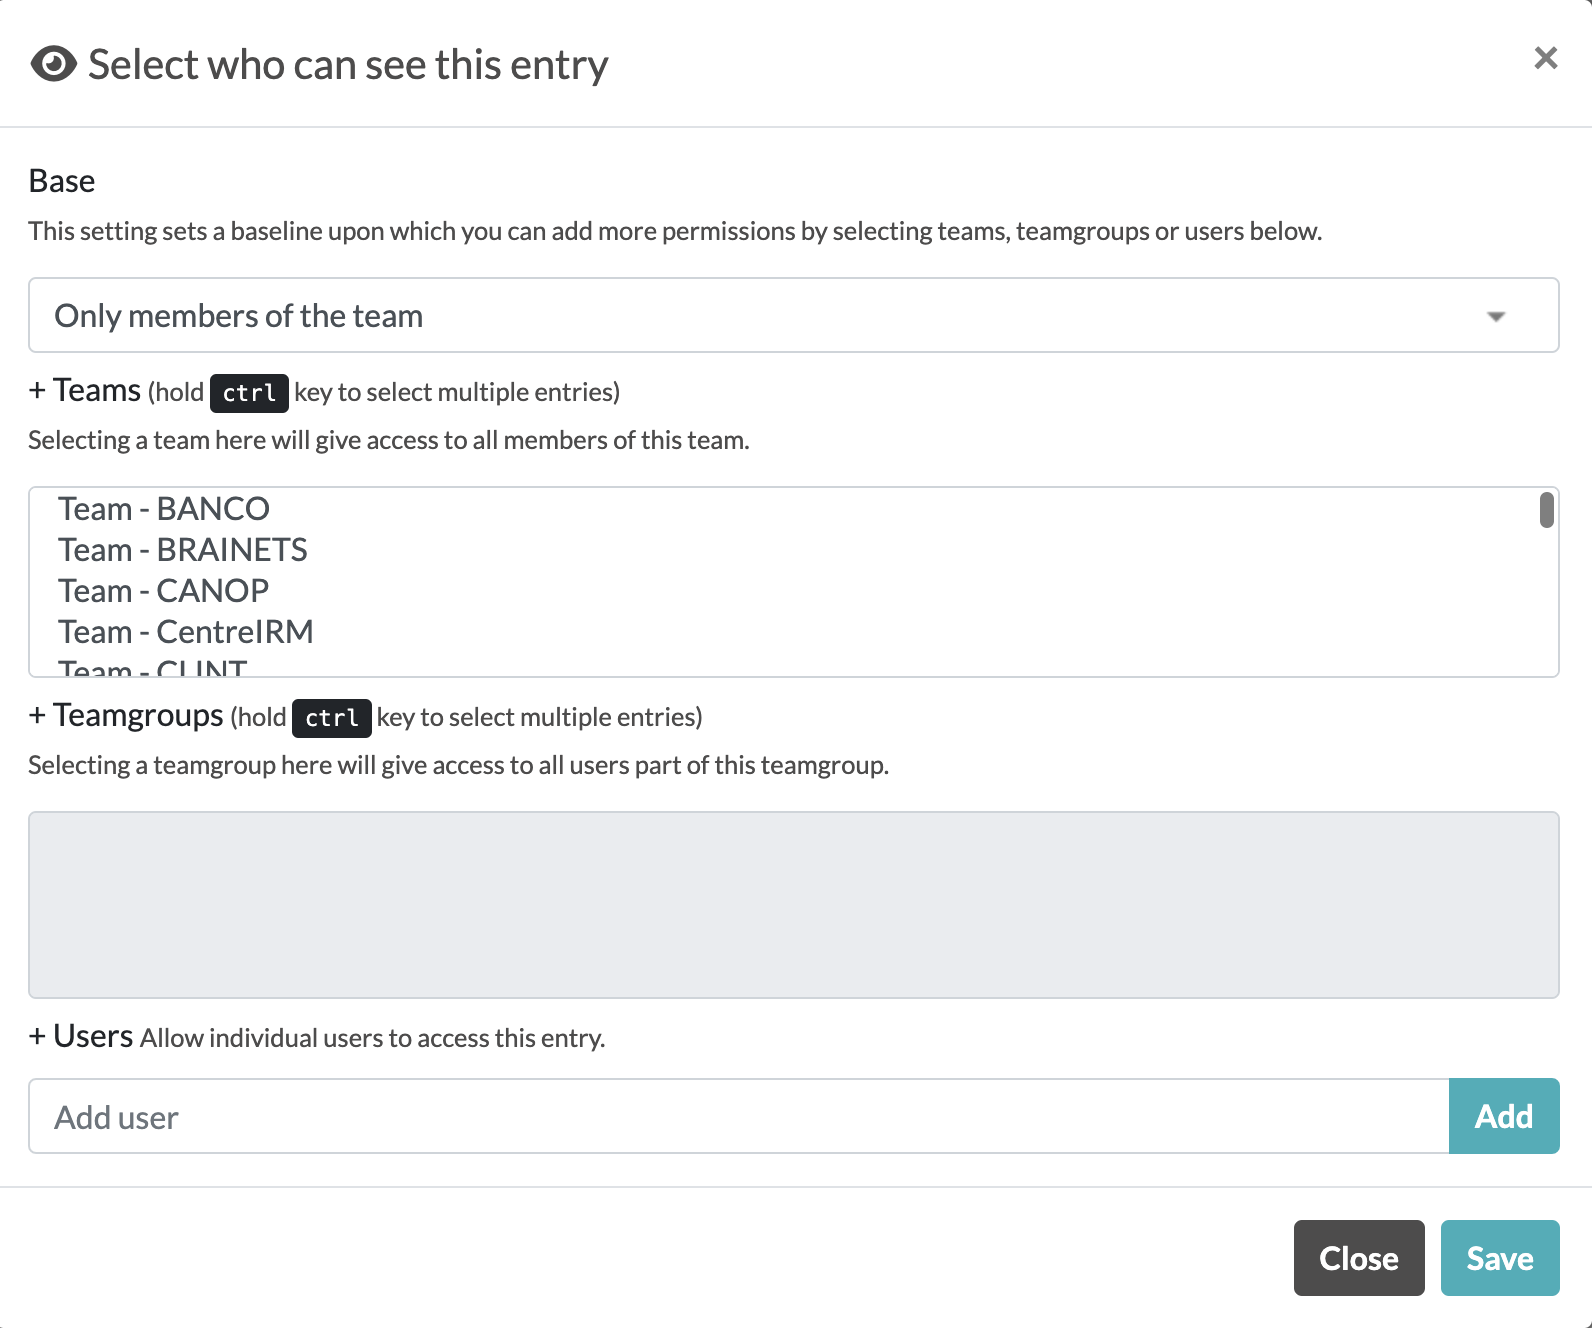 Select who can see this entry
×
Base
This setting sets a baseline upon which you can add more permissions by selecting teams, teamgroups or users below.
Only members of the team
+ Teams (hold ctrl key to select multiple entries)
Selecting a team here will give access to all members of this team.
Team - BANCO
Team - BRAINETS
Team - CANOP
Team - CentreIRM
Team - CLINT
+ Teamgroups (hold ctrl key to select multiple entries)
Selecting a teamgroup here will give access to all users part of this teamgroup.
+ Users Allow individual users to access this entry.
Add user
Add
Close
Save